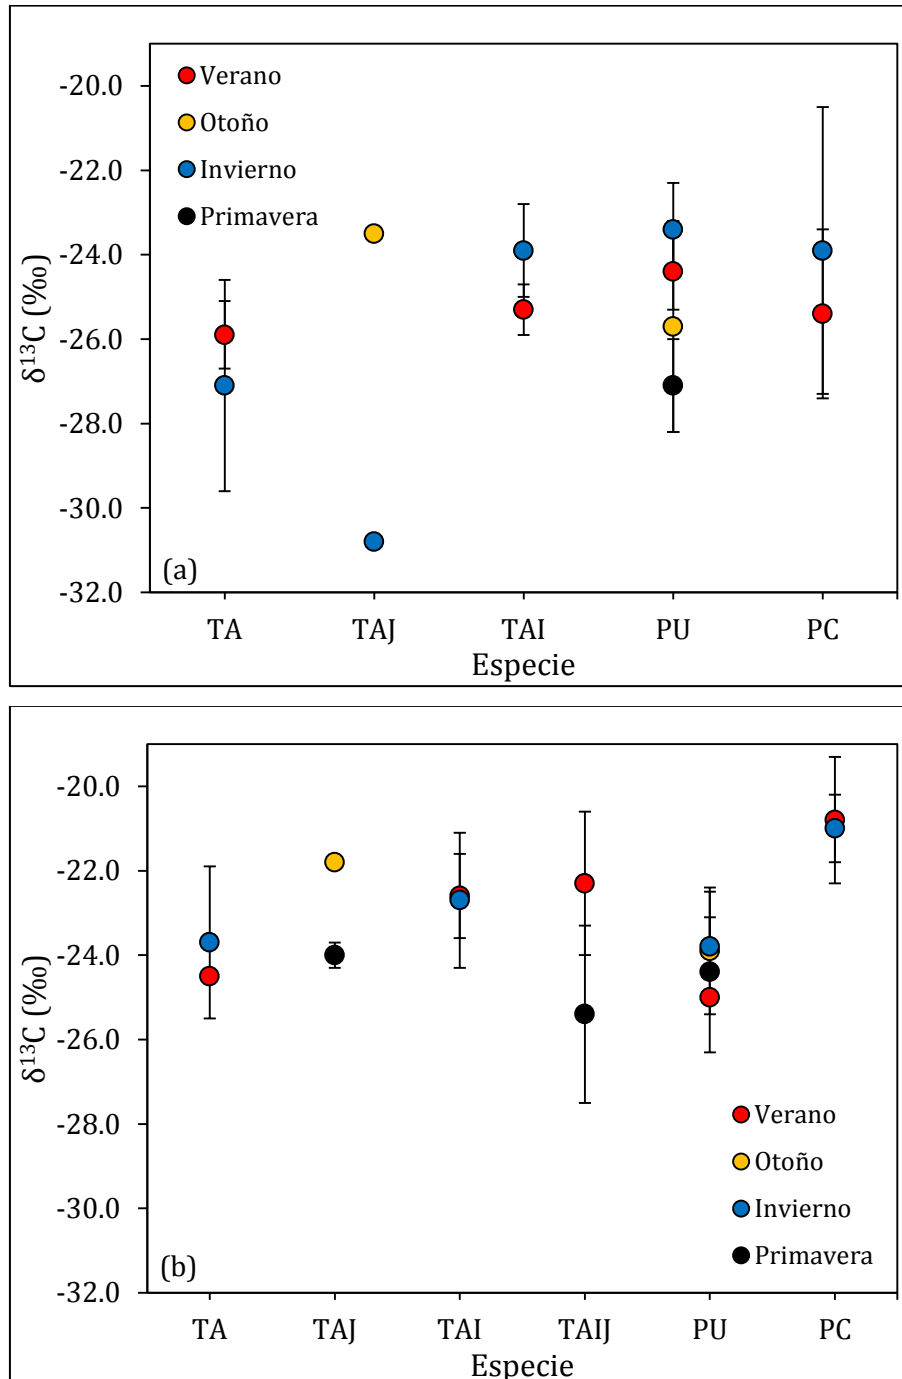 -20.0
-22.0
-24.0
-26.0
-28.0
-30.0
-32.0
δ¹³C (‰)
Verano
Otoño
Invierno
Primavera
(a)
TA TAJ TAI PU PC
Especie
-20.0
-22.0
-24.0
-26.0
-28.0
-30.0
-32.0
δ¹³C (‰)
Verano
Otoño
Invierno
Primavera
(b)
TA TAJ TAI TAIJ PU PC
Especie